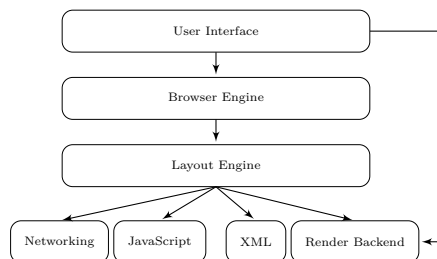 User Interface
Browser Engine
Layout Engine
Networking
JavaScript
XML
Render Backend